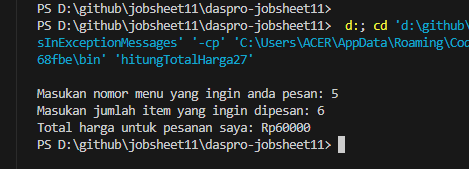 PS D:\github\jobsheet11\daspro-jobsheet11>
PS D:\github\jobsheet11\daspro-jobsheet11> d:; cd 'd:\github\
sInExceptionMessages' '-cp' 'C:\Users\ACER\AppData\Roaming\Cod
68fbe\bin' 'hitungTotalHarga27'
Masukan nomor menu yang ingin anda pesan: 5
Masukan jumlah item yang ingin dipesan: 6
Total harga untuk pesanan saya: Rp60000
PS D:\github\jobsheet11\daspro-jobsheet11>